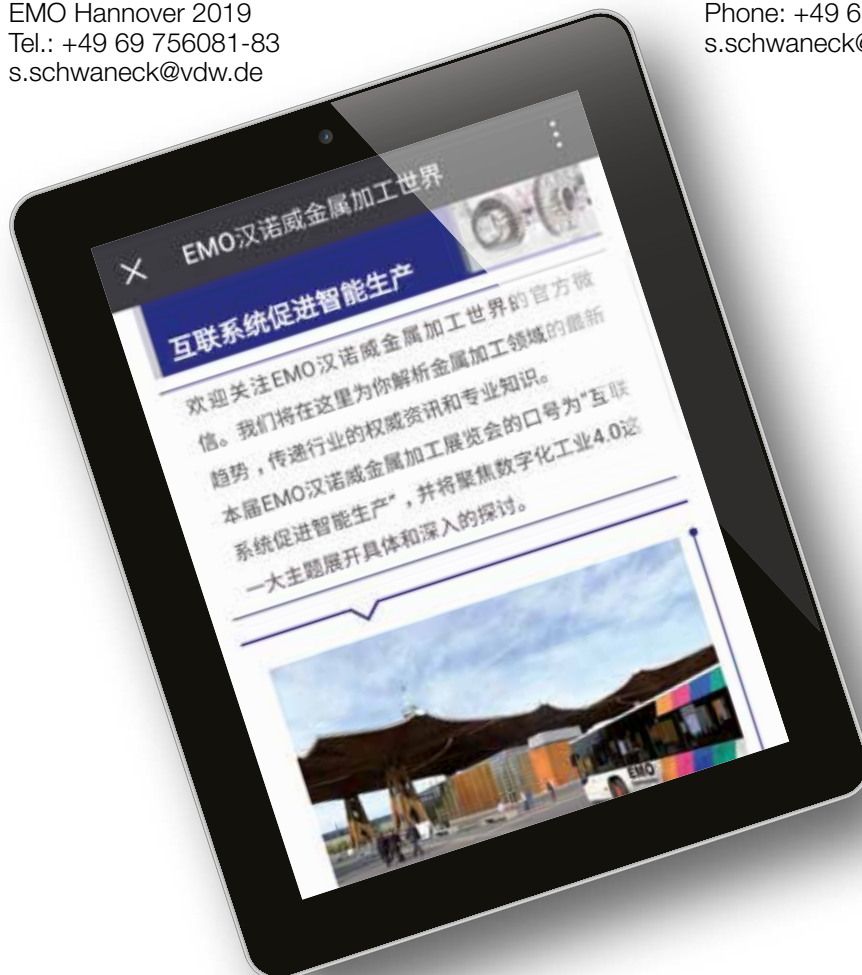 EMO Hannover 2019
Tel.: +49 69 756081-83
s.schwaneck@vdw.de
Phone: +49 6
s.schwaneck@
EMO汉诺威金属加工世界
互联系统促进智能生产
欢迎关注EMO汉诺威金属加工世界的官方微
信。我们将在这里为你解析金属加工领域的最新
趋势，传递行业的权威资讯和专业知识。
本届EMO汉诺威金属加工展览会的口号为“互联
系统促进智能生产”，并将聚焦数字化工业4.0这
一大主题展开具体和深入的探讨。
EMO